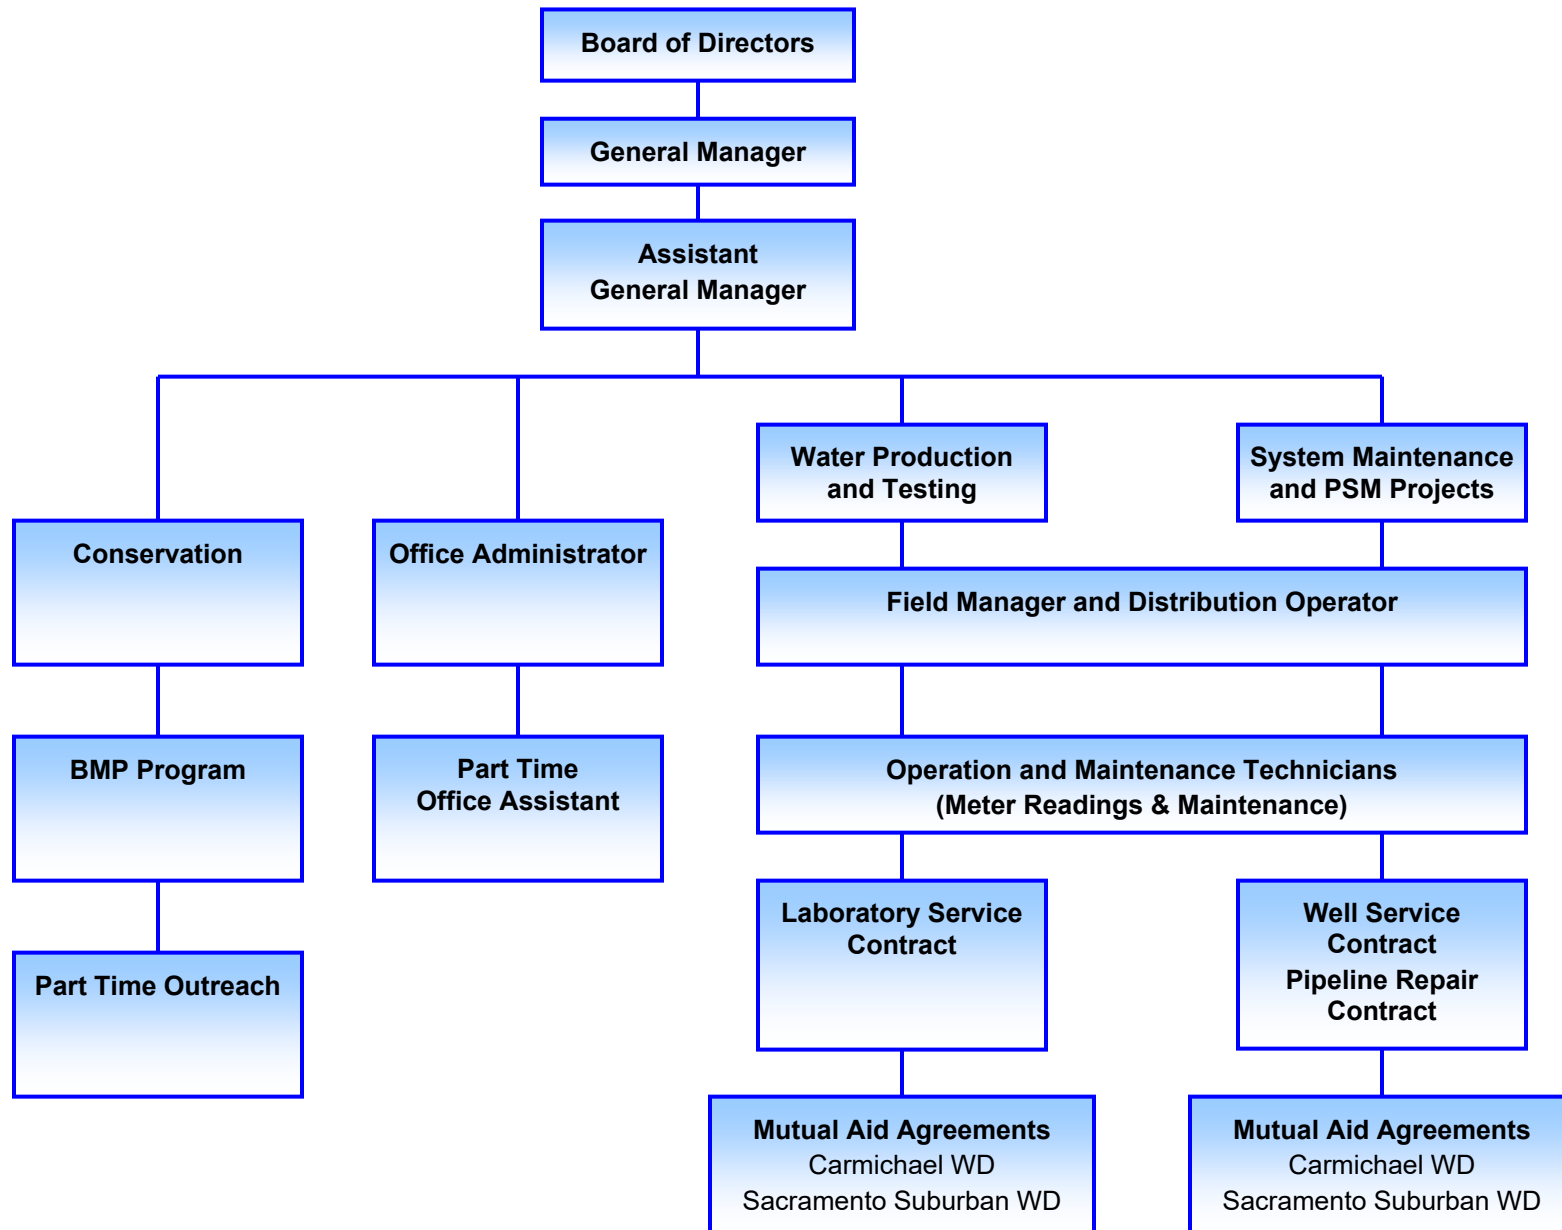 Board of Directors
General Manager
Assistant
General Manager
Water Production
and Testing
System Maintenance
and PSM Projects
Conservation
Office Administrator
Field Manager and Distribution Operator
BMP Program
Part Time
Office Assistant
Operation and Maintenance Technicians
(Meter Readings & Maintenance)
Part Time Outreach
Laboratory Service
Contract
Well Service
Contract
Pipeline Repair
Contract
Mutual Aid Agreements
Carmichael WD
Sacramento Suburban WD
Mutual Aid Agreements
Carmichael WD
Sacramento Suburban WD